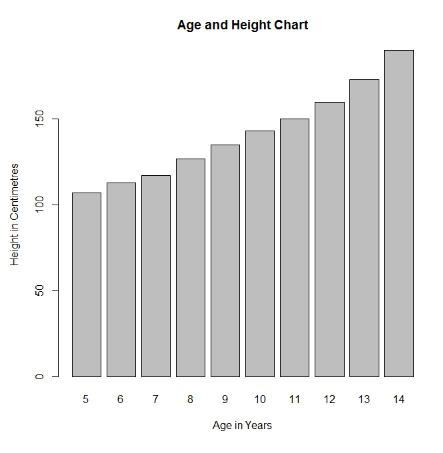 Age and Height Chart
150
100
50
0
Height in Centimetres
5 6 7 8 9 10 11 12 13 14
Age in Years